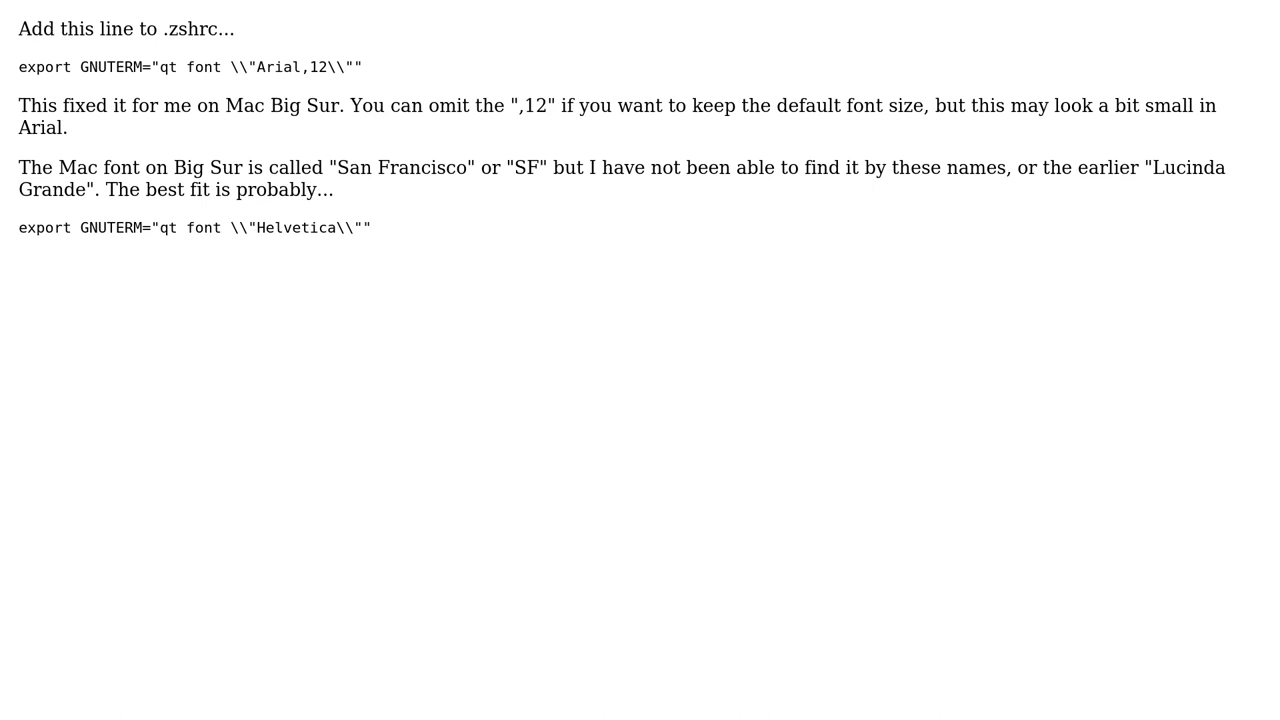 Add this line to .zshrc...
export GNUTERM="qt font \\"Arial,12\\""
This fixed it for me on Mac Big Sur. You can omit the ",12" if you want to keep the default font size, but this may look a bit small in
Arial.
The Mac font on Big Sur is called "San Francisco" or "SF" but I have not been able to find it by these names, or the earlier "Lucinda
Grande". The best fit is probably...
export GNUTERM="qt font \\"Helvetica\\""